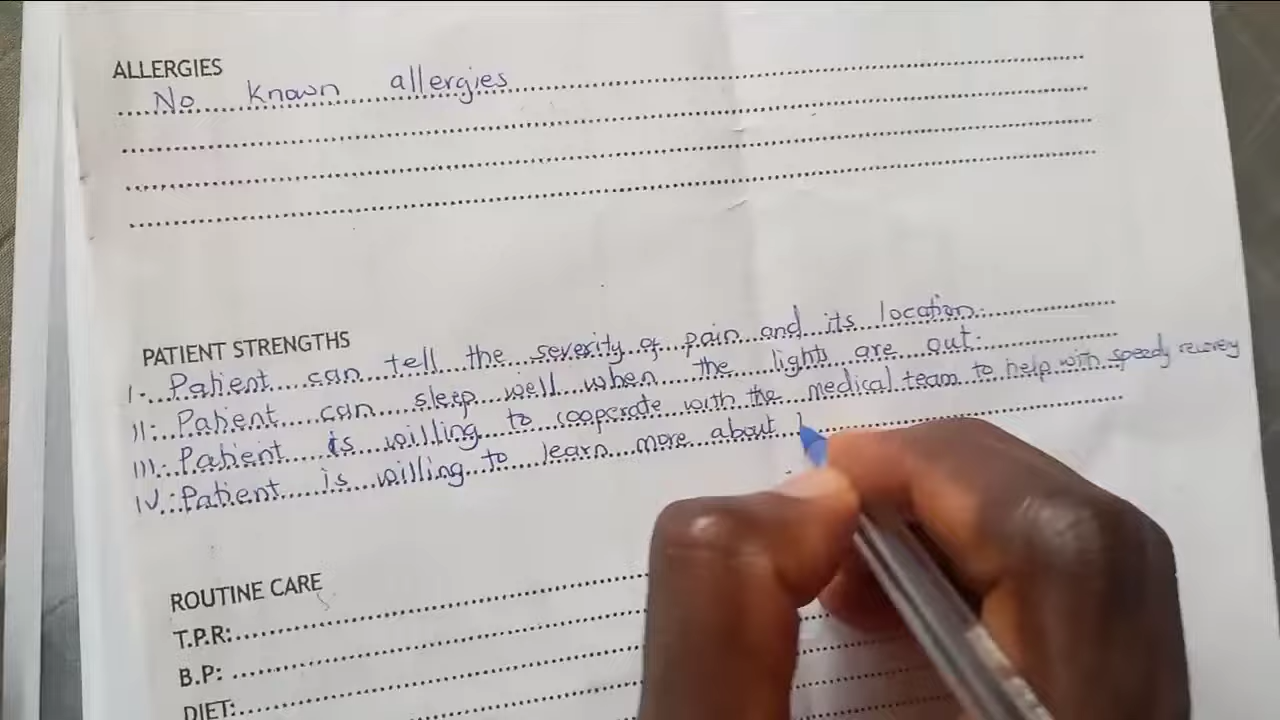 ALLERGIES
No known allergies
PATIENT STRENGTHS
I. Patient can tell the severity of pain and its location.
II. Patient can sleep well when the lights are out.
III. Patient is willing to cooperate with the medical team to help with speedy recovery
IV. Patient is willing to learn more about
ROUTINE CARE
T.P.R:
B.P:
DIET: